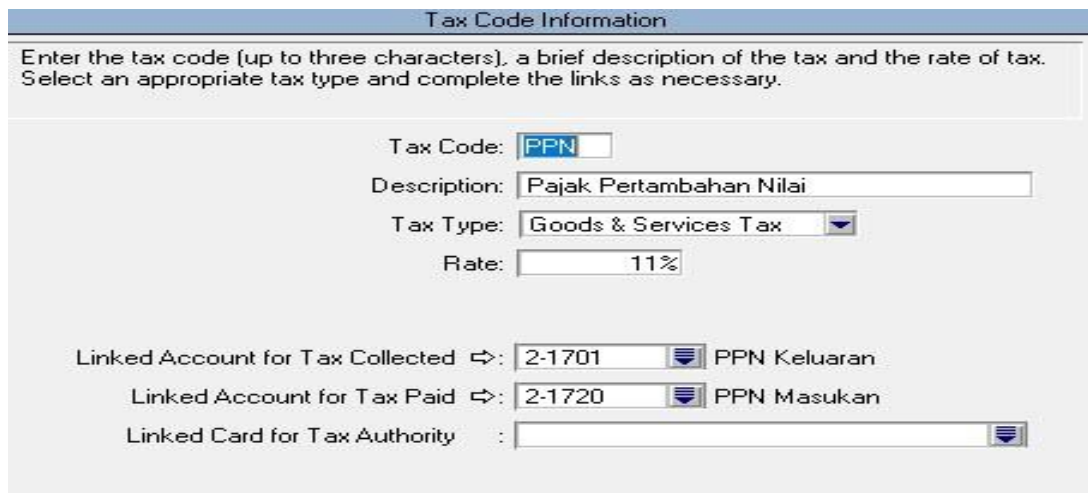 Tax Code Information
Enter the tax code (up to three characters), a brief description of the tax and the rate of tax.
Select an appropriate tax type and complete the links as necessary.
Tax Code: PPN
Description: Pajak Pertambahan Nilai
Tax Type: Goods & Services Tax
Rate: 11%
Linked Account for Tax Collected ⇨: 2-1701 PPN Keluaran
Linked Account for Tax Paid ⇨: 2-1720 PPN Masukan
Linked Card for Tax Authority :